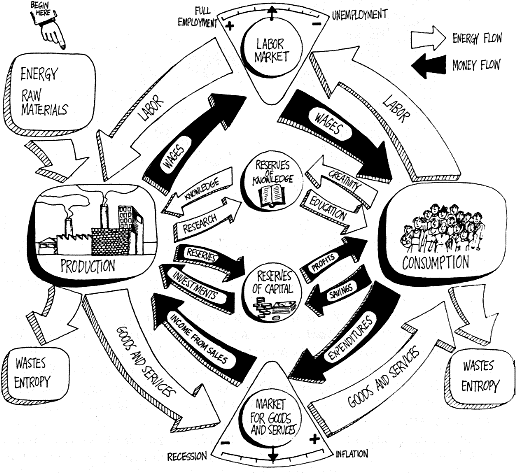 BEGIN
HERE
FULL
EMPLOYMENT
UNEMPLOYMENT
+
-
LABOR
MARKET
ENERGY FLOW
MONEY FLOW
ENERGY
RAW
MATERIALS
LABOR
WAGES
WAGES
LABOR
RESERVES
OF
KNOWLEDGE
KNOWLEDGE
RESEARCH
CREATIVITY
EDUCATION
PRODUCTION
CONSUMPTION
RESERVES
INVESTMENTS
RESERVES
OF CAPITAL
PROFITS
SAVINGS
INCOME FROM SALES
EXPENDITURES
GOODS AND SERVICES
GOODS AND SERVICES
WASTES
ENTROPY
WASTES
ENTROPY
MARKET
FOR GOODS
AND SERVICES
-
+
RECESSION
INFLATION